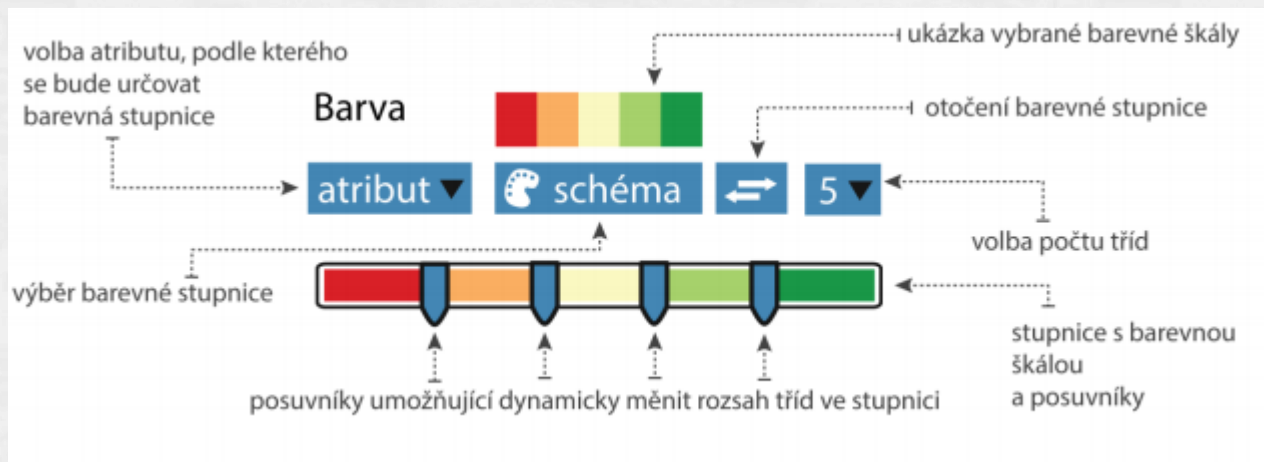 volba atributu, podle kterého
se bude určovat
barevná stupnice
Barva
ukázka vybrané barevné škály
otočení barevné stupnice
atribut
schéma
5
volba počtu tříd
výběr barevné stupnice
stupnice s barevnou
škálou
a posuvníky
posuvníky umožňující dynamicky měnit rozsah tříd ve stupnici